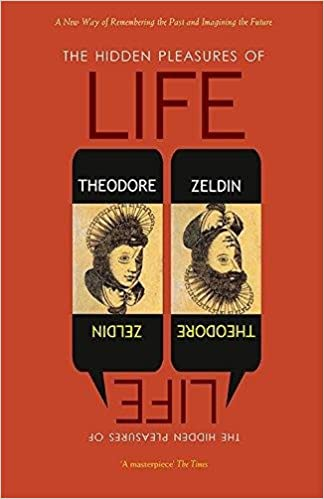 A New Way of Remembering the Past and Imagining the Future
THE HIDDEN PLEASURES OF
LIFE
THEODORE
ZELDIN
ZELDIN
THEODORE
LIFE
THE HIDDEN PLEASURES OF
'A masterpiece' The Times